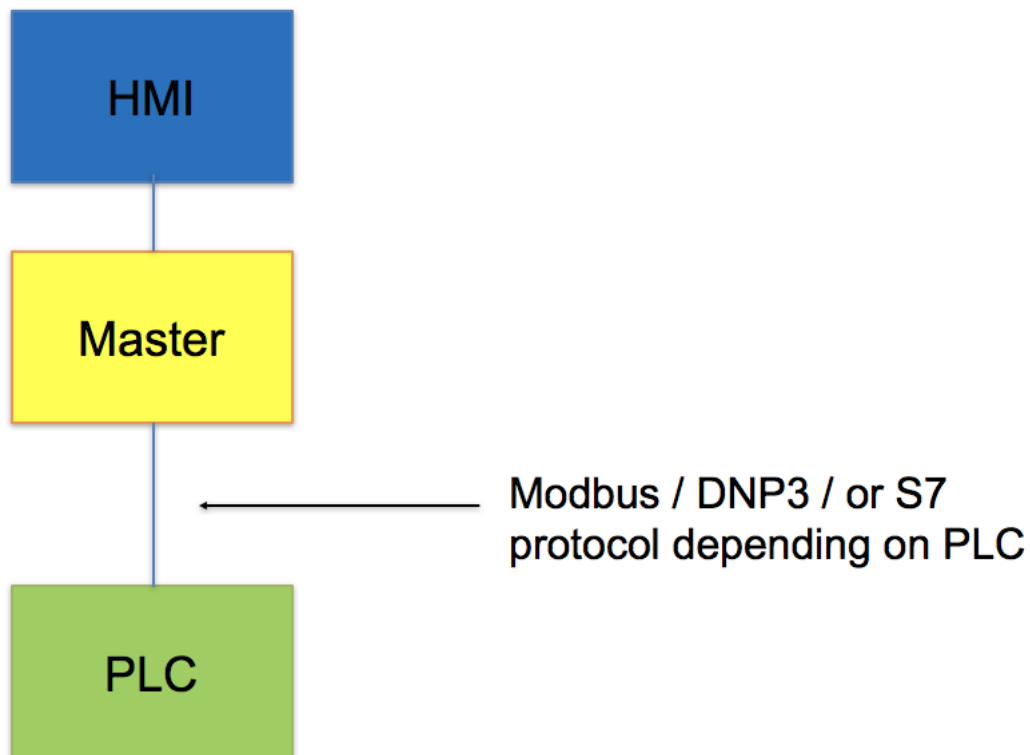 HMI
Master
Modbus / DNP3 / or S7
protocol depending on PLC
PLC